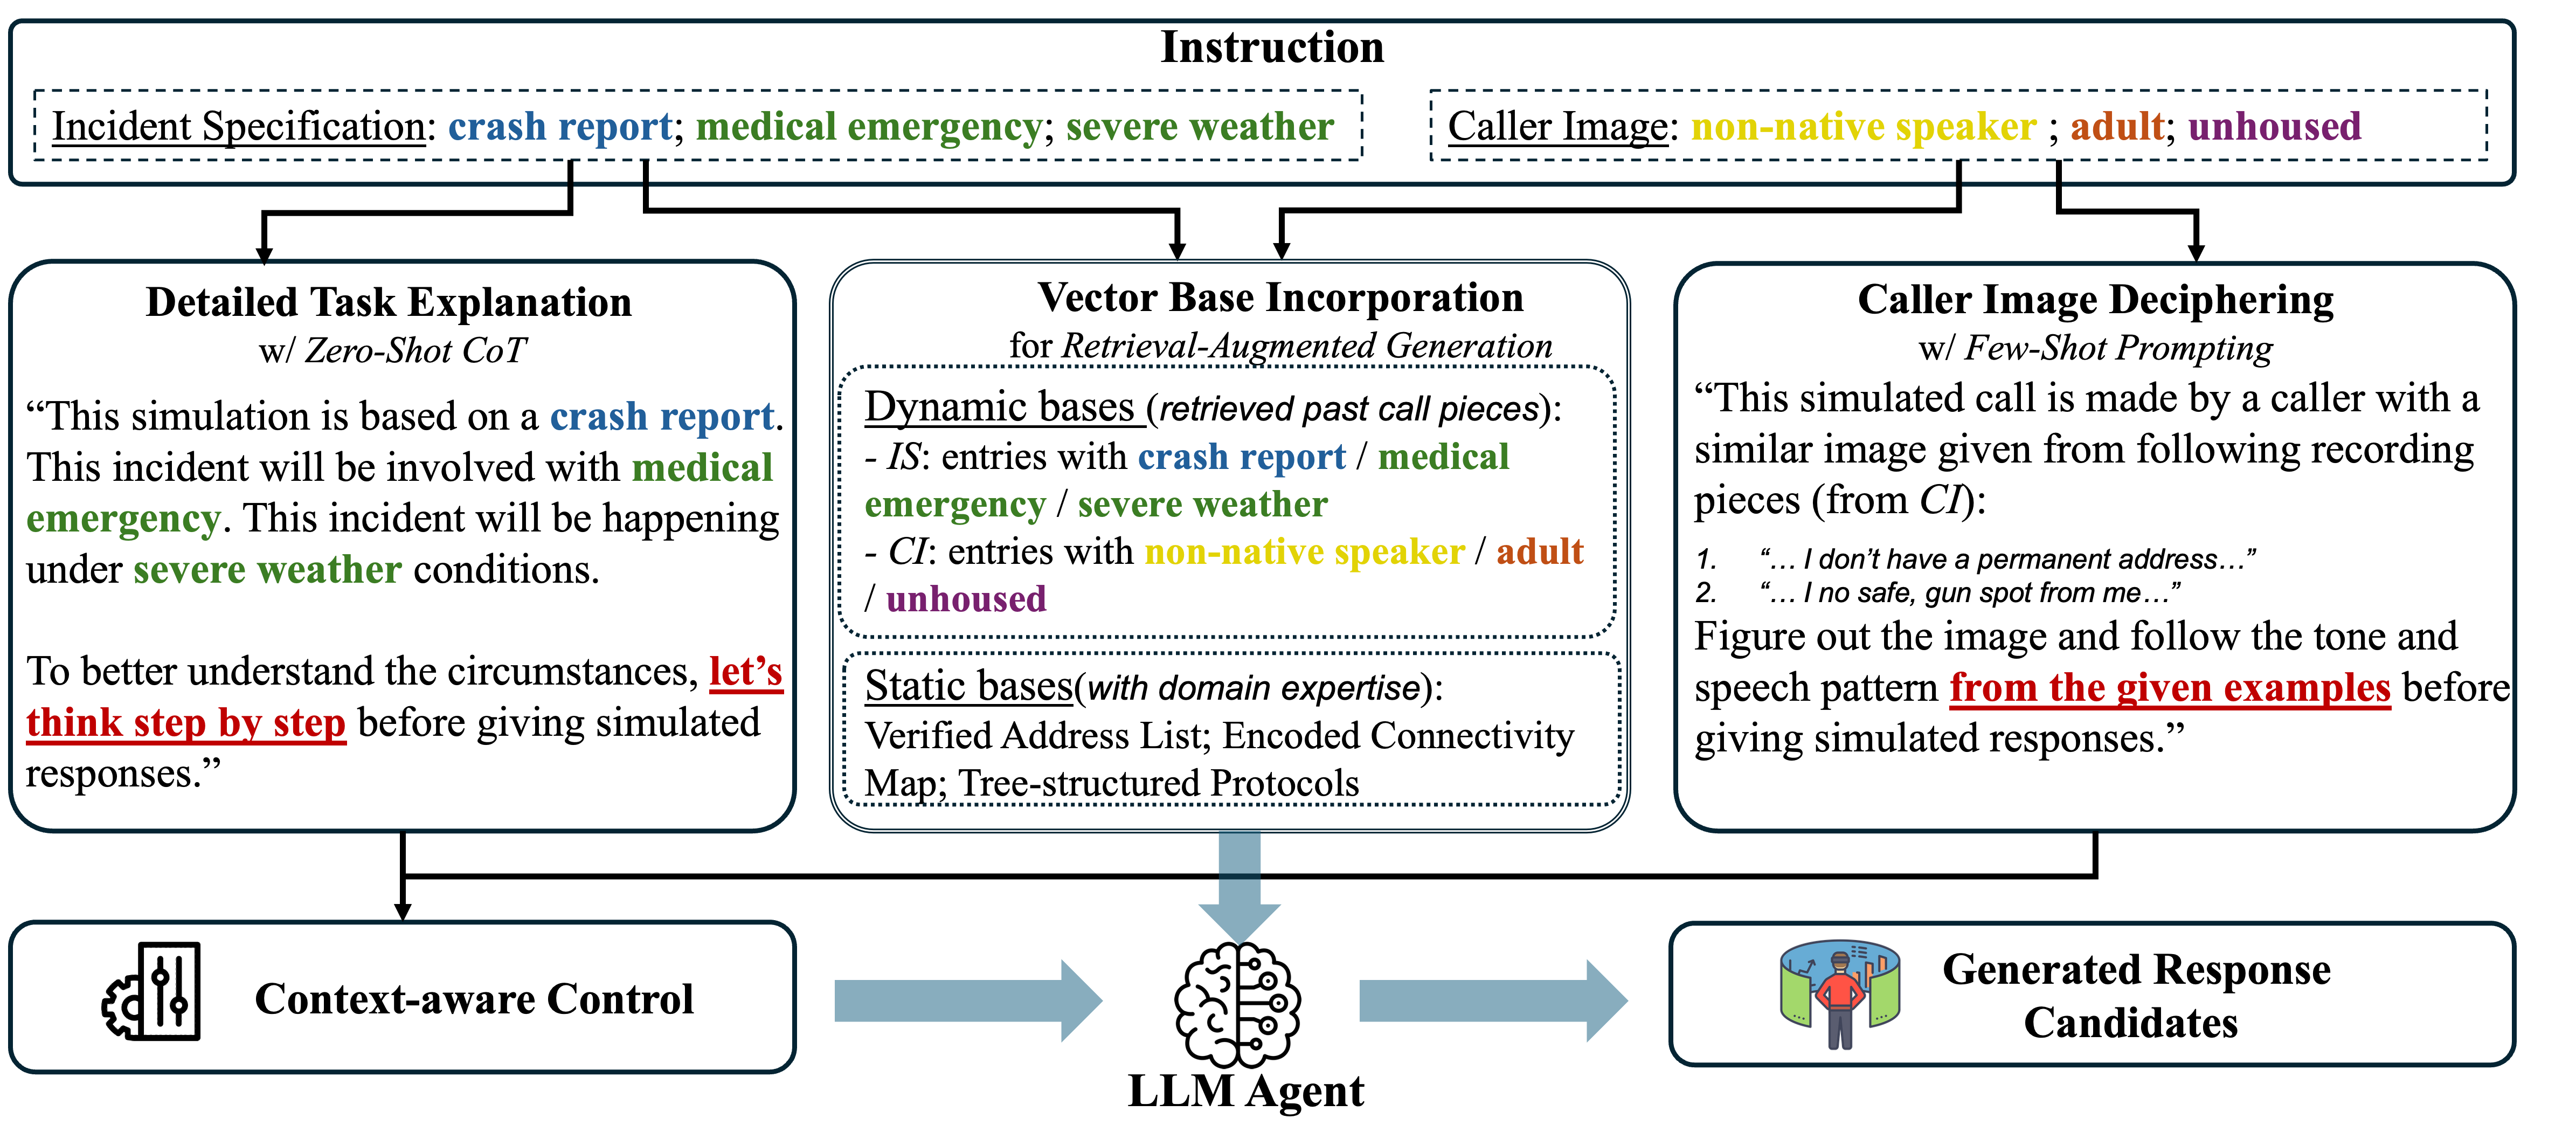 Instruction
Incident Specification: crash report; medical emergency; severe weather
Caller Image: non-native speaker ; adult; unhoused
Detailed Task Explanation
w/ Zero-Shot CoT
“This simulation is based on a crash report.
This incident will be involved with medical
emergency. This incident will be happening
under severe weather conditions.
To better understand the circumstances, let’s
think step by step before giving simulated
responses.”
Vector Base Incorporation
for Retrieval-Augmented Generation
Dynamic bases (retrieved past call pieces):
- IS: entries with crash report / medical
emergency / severe weather
- CI: entries with non-native speaker / adult
/ unhoused
Static bases(with domain expertise):
Verified Address List; Encoded Connectivity
Map; Tree-structured Protocols
Caller Image Deciphering
w/ Few-Shot Prompting
“This simulated call is made by a caller with a
similar image given from following recording
pieces (from CI):
1. “… I don’t have a permanent address…”
2. “… I no safe, gun spot from me…”
Figure out the image and follow the tone and
speech pattern from the given examples before
giving simulated responses.”
Context-aware Control
LLM Agent
Generated Response
Candidates